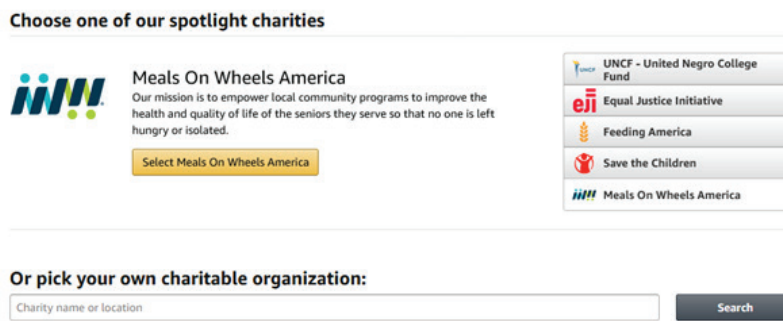 Choose one of our spotlight charities
Meals On Wheels America
Our mission is to empower local community programs to improve the
health and quality of life of the seniors they serve so that no one is left
hungry or isolated.
Select Meals On Wheels America
UNCF
UNCF - United Negro College
Fund
eji
Equal Justice Initiative
Feeding America
Save the Children
Meals On Wheels America
Or pick your own charitable organization:
Charity name or location
Search